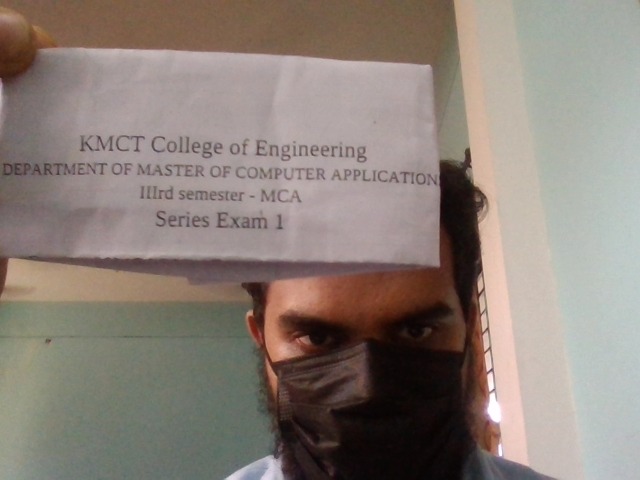 KMCT College of Engineering
DEPARTMENT OF MASTER OF COMPUTER APPLICATION
IIIrd semester - MCA
Series Exam 1